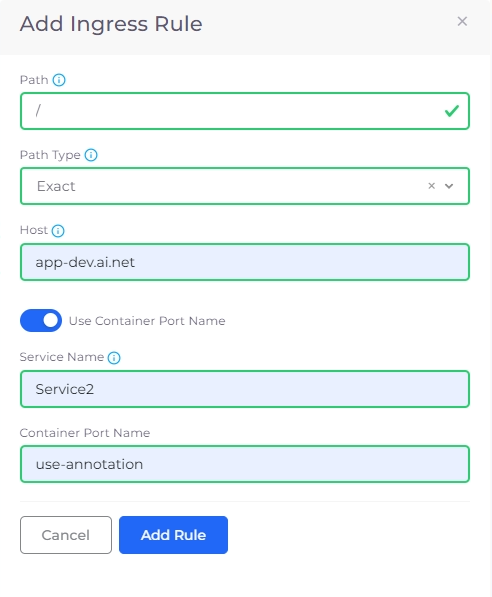 Add Ingress Rule
Path
/
Path Type
Exact
Host
app-dev.ai.net
Use Container Port Name
Service Name
Service2
Container Port Name
use-annotation
Cancel
Add Rule